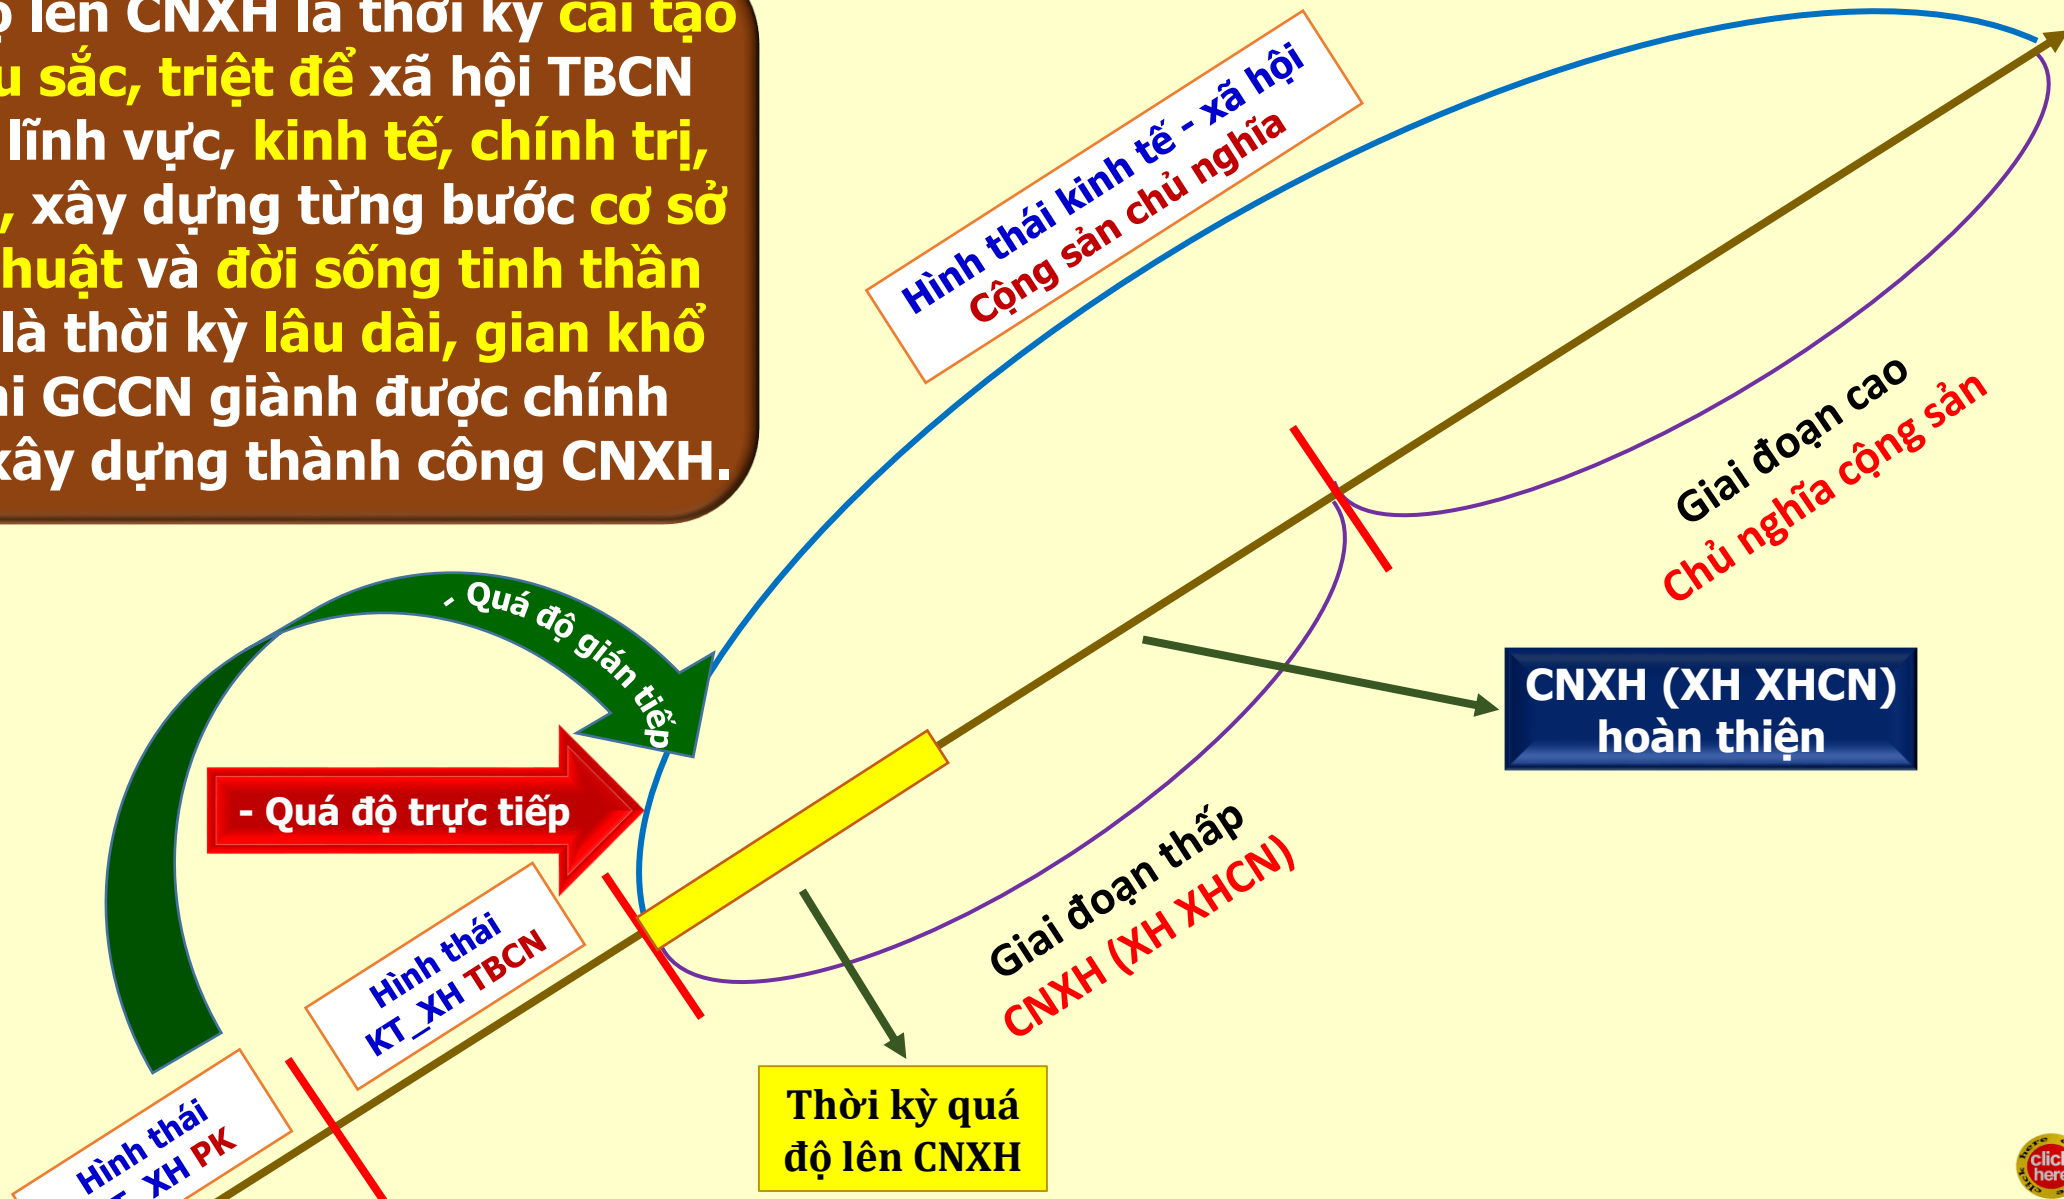 lên CNXH là thời kỳ cải tạo
sắc, triệt để xã hội TBCN
lĩnh vực, kinh tế, chính trị,
xây dựng từng bước cơ sở
và đời sống tinh thần
là thời kỳ lâu dài, gian khổ
GCCN giành được chính
xây dựng thành công CNXH.
Hình thái kinh tế - xã hội
Cộng sản chủ nghĩa
Giai đoạn cao
Chủ nghĩa cộng sản
, Quá độ gián tiếp
CNXH (XH XHCN)
hoàn thiện
- Quá độ trực tiếp
Giai đoạn thấp
CNXH (XH XHCN)
Hình thái
KT_XH TBCN
Thời kỳ quá
độ lên CNXH
Hình thái
XH PK
click
here